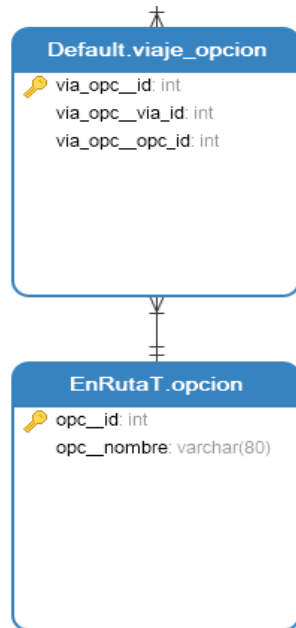 Default.viaje_opcion
via_opc__id: int
via_opc__via_id: int
via_opc__opc_id: int
EnRutaT.opcion
opc__id: int
opc__nombre: varchar(80)